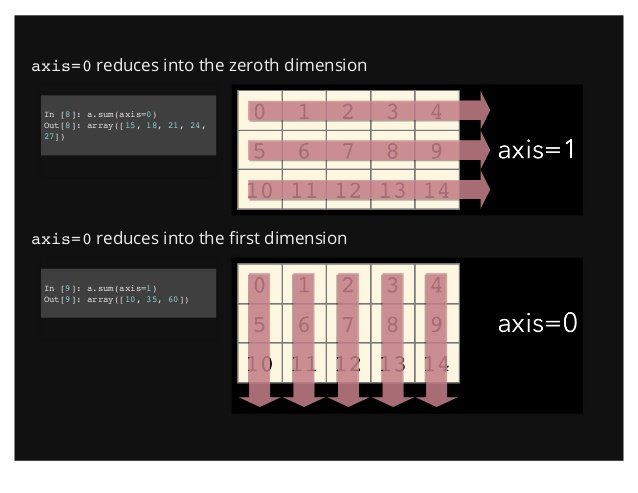 axis=0 reduces into the zeroth dimension
In [8]: a.sum(axis=0)
Out[8]: array([15, 18, 21, 24,
27])
0 1 2 3 4
5 6 7 8 9
10 11 12 13 14
axis=1
axis=0 reduces into the first dimension
In [9]: a.sum(axis=1)
Out[9]: array([10, 35, 60])
0 1 2 3 4
5 6 7 8 9
10 11 12 13 14
axis=0